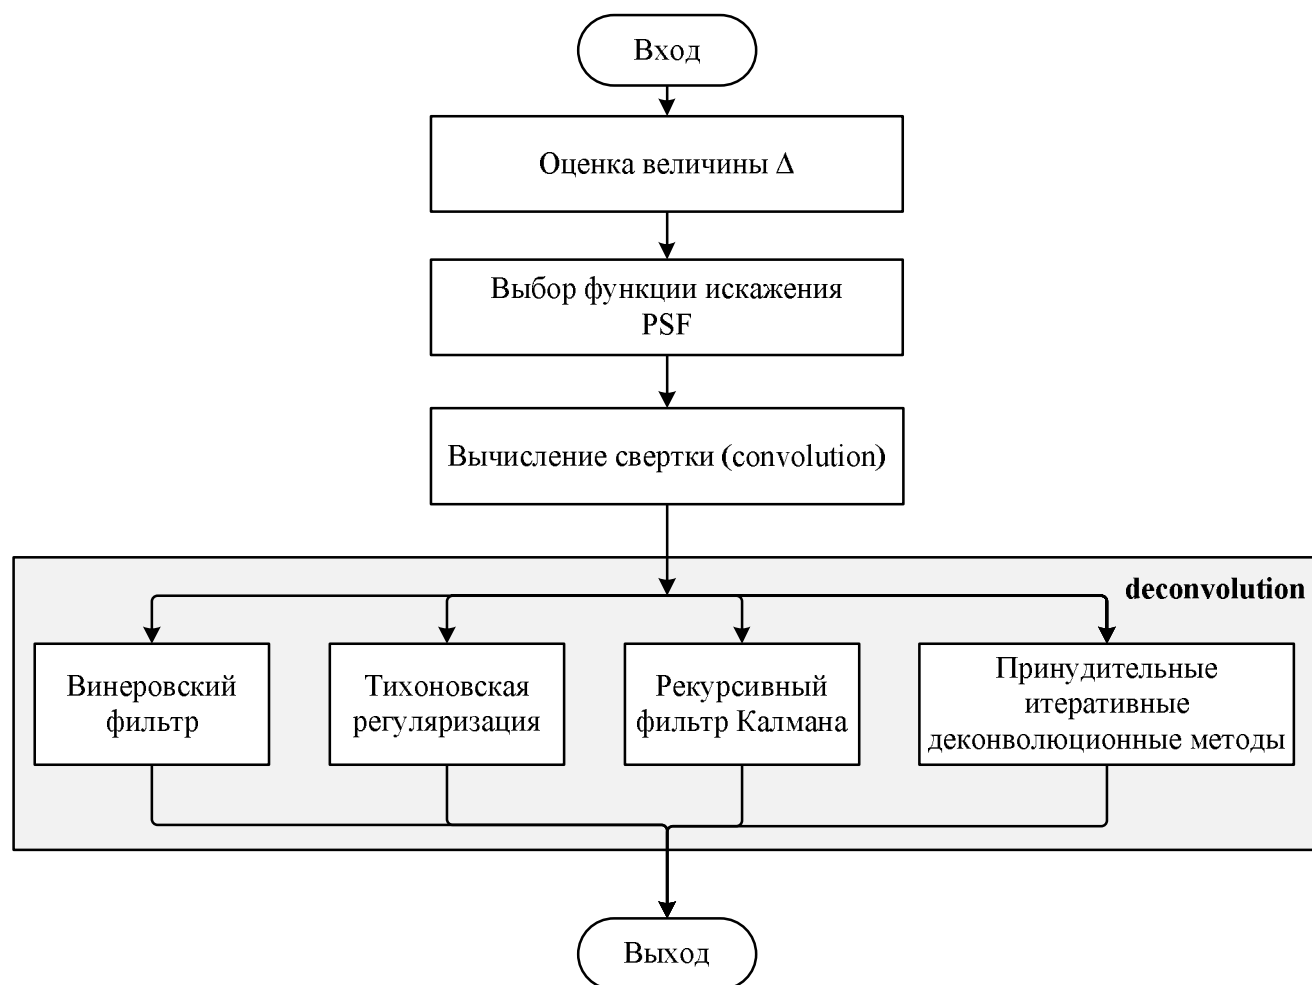 Вход
Оценка величины Δ
Выбор функции искажения
PSF
Вычисление свертки (convolution)
deconvolution
Винеровский
фильтр
Тихоновская
регуляризация
Рекурсивный
фильтр Калмана
Принудительные
итеративные
деконволюционные методы
Выход